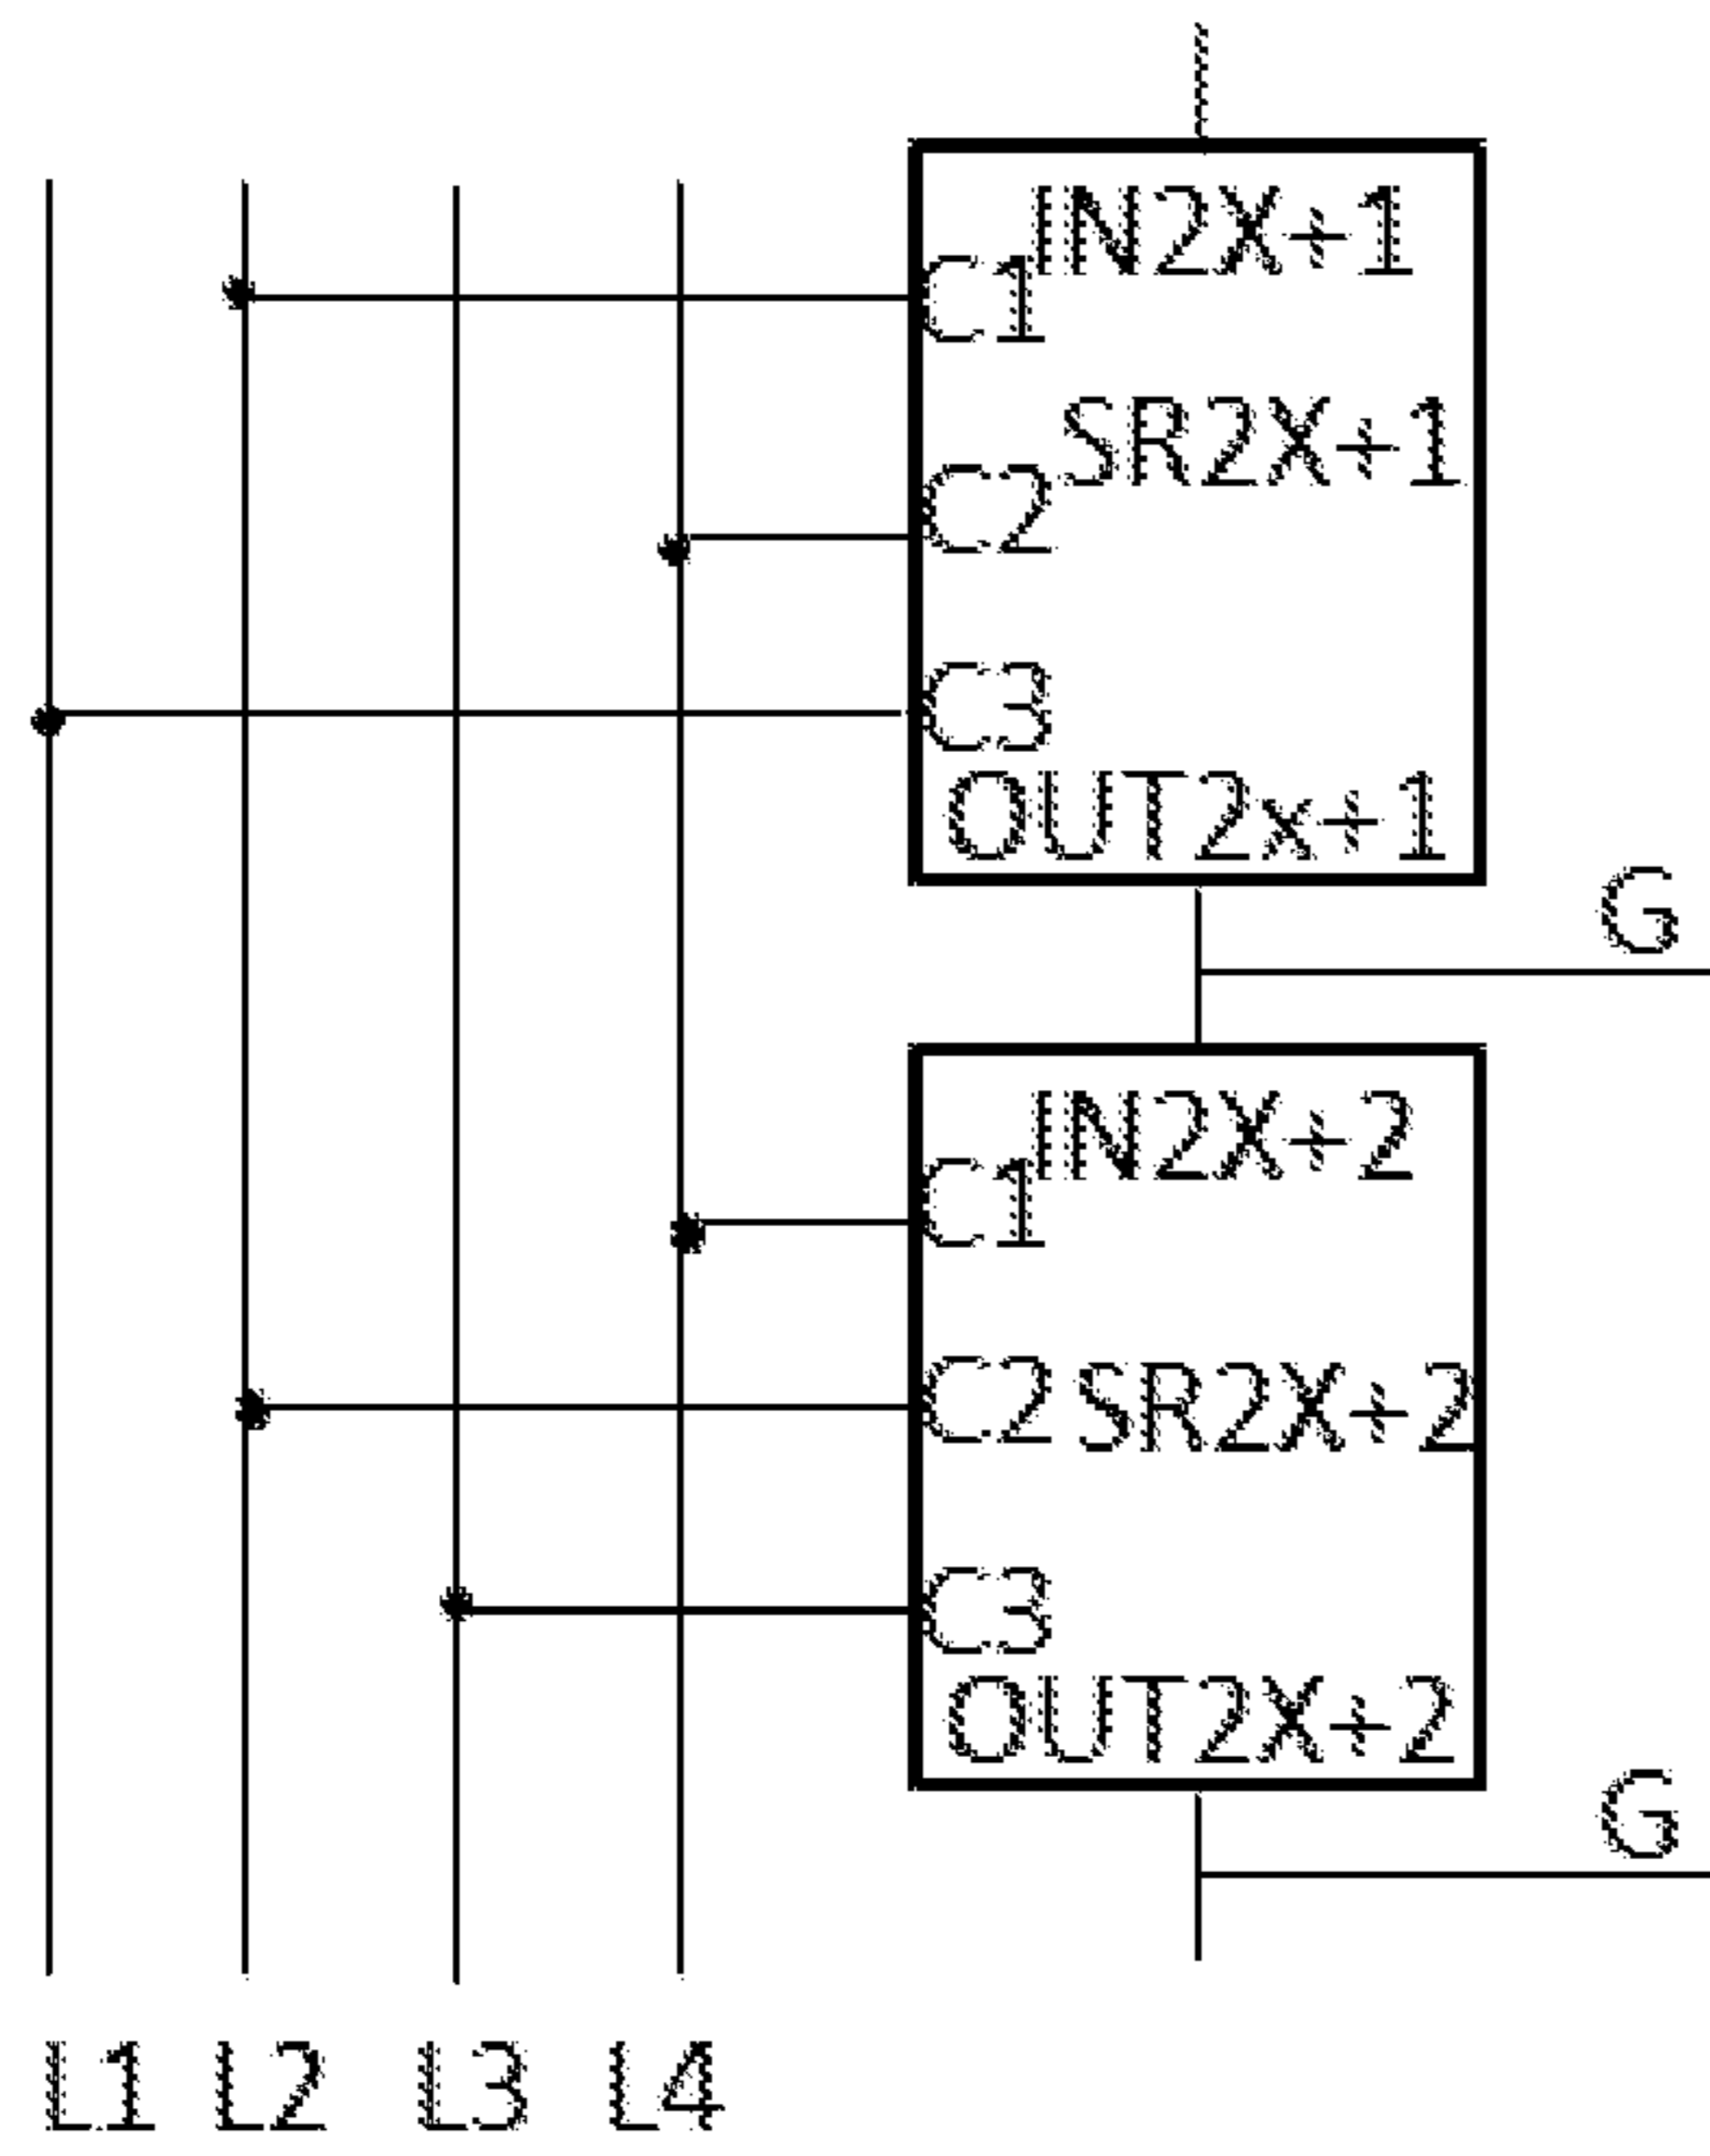 IN2X+1
C1
SR2X+1
C2
C3
OUT2x+1
G
IN2X+2
C1
C2 SR2X+2
C3
OUT2X+2
G
L1 L2 L3 L4